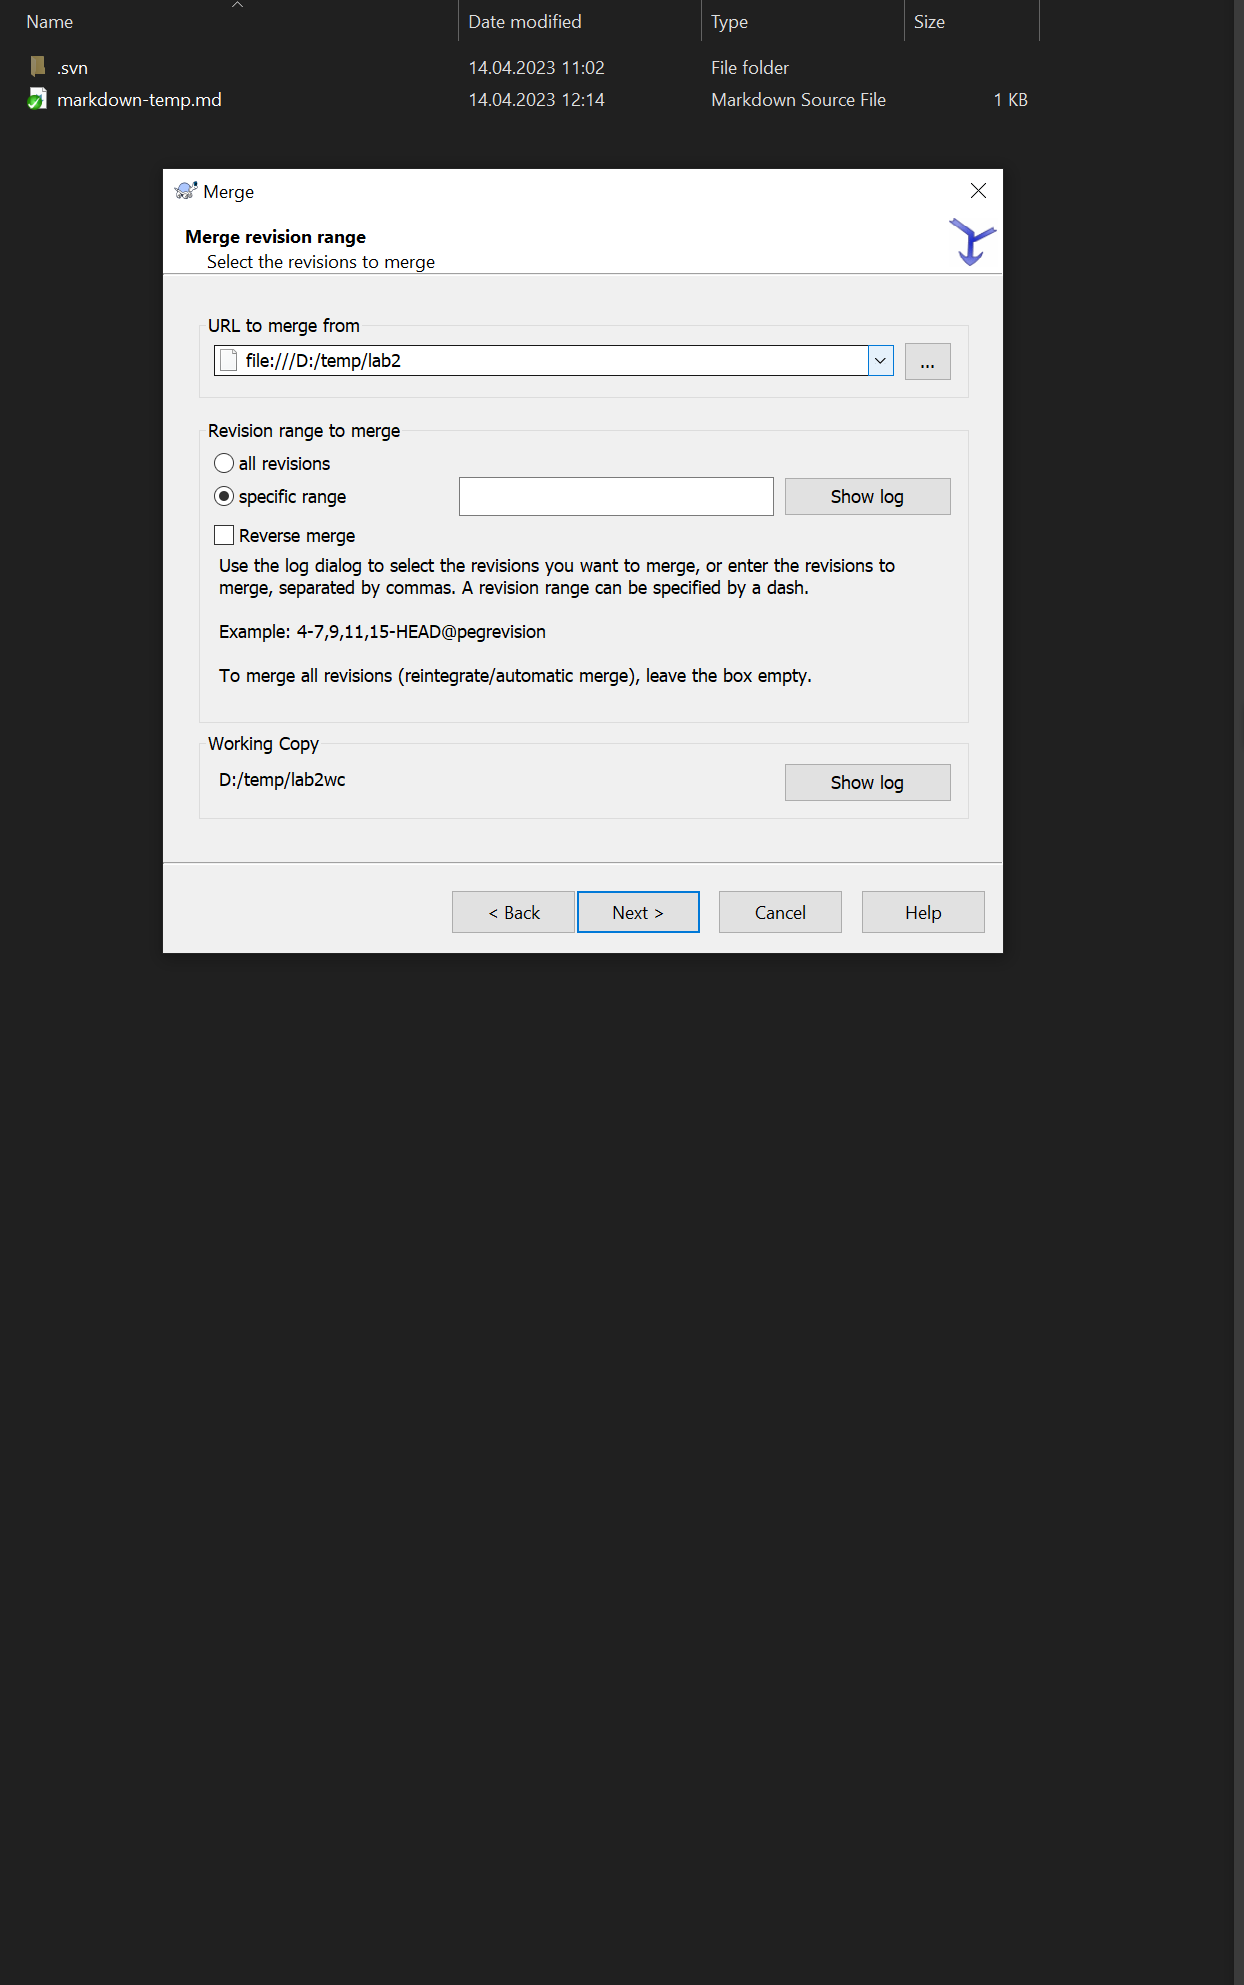 Name Date modified Type Size
.svn 14.04.2023 11:02 File folder
markdown-temp.md 14.04.2023 12:14 Markdown Source File 1 KB
Merge
Merge revision range
Select the revisions to merge
URL to merge from
file:///D:/temp/lab2 ...
Revision range to merge
all revisions
specific range Show log
Reverse merge
Use the log dialog to select the revisions you want to merge, or enter the revisions to
merge, separated by commas. A revision range can be specified by a dash.
Example: 4-7,9,11,15-HEAD@pegrevision
To merge all revisions (reintegrate/automatic merge), leave the box empty.
Working Copy
D:/temp/lab2wc Show log
< Back Next > Cancel Help